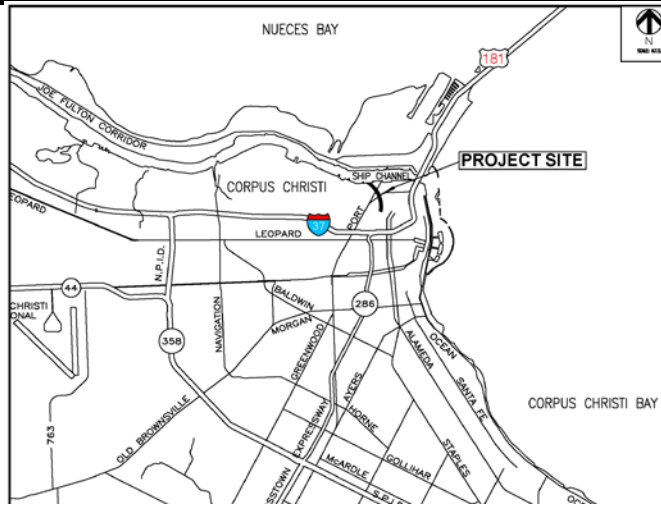 NUECES BAY
N
181
JOE FULTON CORRIDOR
PROJECT SITE
SHIP CHANNEL
CORPUS CHRISTI
PORT
37
EOPARD
LEOPARD
N.P.I.D.
44
286
BALDWIN
CHRISTI
ONAL
MORGAN
NAVIGATION
GREENWOOD
358
ALAMEDA
OCEAN
SANTA FE
AYERS
CORPUS CHRISTI BAY
HORNE
EXPRESSWAY
OLD BROWNSVILLE
763
STAPLES
GOLLIHAR
McARDLE
SSTOWN
S.P.I.D
OCE